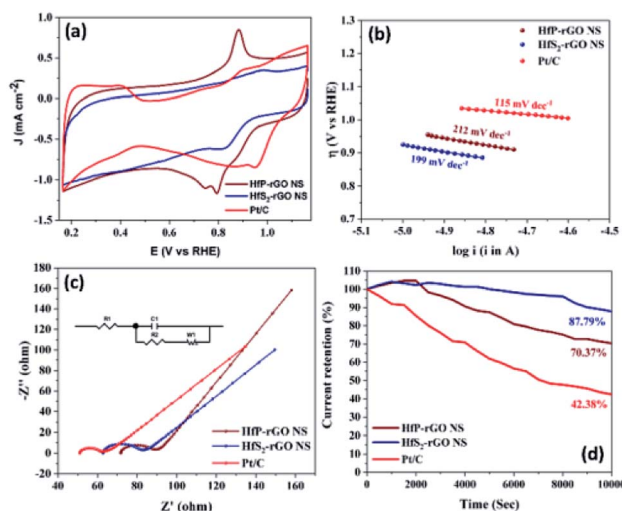 (a)
J (mA cm⁻²)
1.0
0.5
0.0
-0.5
-1.0
-1.5
HfP-rGO NS
HfS₂-rGO NS
Pt/C
0.2 0.4 0.6 0.8 1.0
E (V vs RHE)
(b)
HfP-rGO NS
HfS₂-rGO NS
Pt/C
η (V vs RHE)
1.3
1.2
1.1
1.0
0.9
0.8
0.7
115 mV dec⁻¹
212 mV dec⁻¹
199 mV dec⁻¹
-5.1 -5.0 -4.9 -4.8 -4.7 -4.6 -4.5
log i (i in A)
(c)
-Z'' (ohm)
180
160
140
120
100
80
60
40
20
0
-20
R1
C1
R2
W1
HfP-rGO NS
HfS₂-rGO NS
Pt/C
40 60 80 100 120 140 160
Z' (ohm)
Current retention (%)
110
100
90
80
70
60
50
40
30
20
10
0
87.79%
70.37%
42.38%
HfP-rGO NS
HfS₂-rGO NS
Pt/C
(d)
0 2000 4000 6000 8000 10000
Time (Sec)